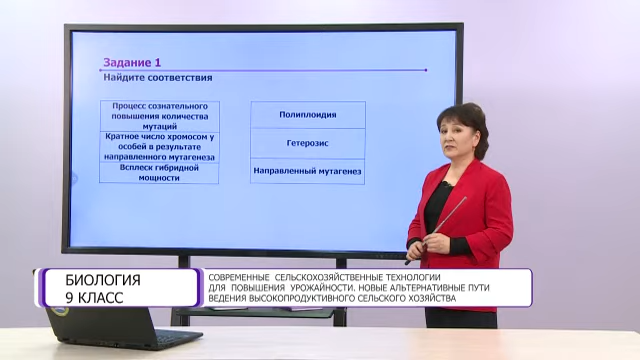 Задание 1
Найдите соответствия
Процесс сознательного
повышения количества
мутаций
Кратное число хромосом у
особей в результате
направленного мутагенеза
Всплеск гибридной
мощности
Полиплоидия
Гетерозис
Направленный мутагенез
БИОЛОГИЯ
9 КЛАСС
СОВРЕМЕННЫЕ СЕЛЬСКОХОЗЯЙСТВЕННЫЕ ТЕХНОЛОГИИ
ДЛЯ ПОВЫШЕНИЯ УРОЖАЙНОСТИ. НОВЫЕ АЛЬТЕРНАТИВНЫЕ ПУТИ
ВЕДЕНИЯ ВЫСОКОПРОДУКТИВНОГО СЕЛЬСКОГО ХОЗЯЙСТВА